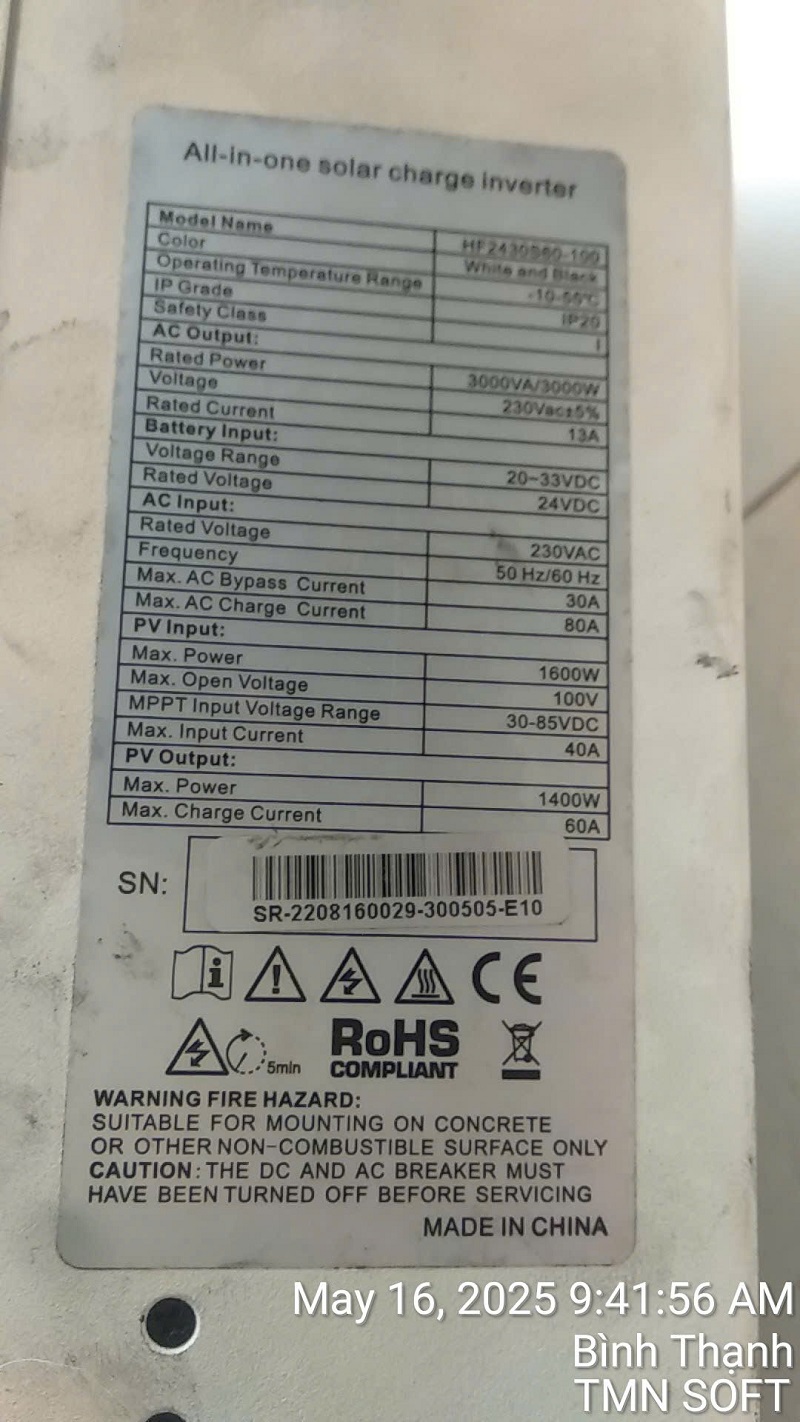 All-in-one solar charge inverter
Model Name HF2430S60-100
Color White and Black
Operating Temperature Range -10-55℃
IP Grade IP20
Safety Class I
AC Output:
Rated Power 3000VA/3000W
Voltage 230Vac±5%
Rated Current 13A
Battery Input:
Voltage Range 20~33VDC
Rated Voltage 24VDC
AC Input:
Rated Voltage 230VAC
Frequency 50 Hz/60 Hz
Max. AC Bypass Current 30A
Max. AC Charge Current 80A
PV Input:
Max. Power 1600W
Max. Open Voltage 100V
MPPT Input Voltage Range 30-85VDC
Max. Input Current 40A
PV Output:
Max. Power 1400W
Max. Charge Current 60A
SN:
SR-2208160029-300505-E10
CE
5min
RoHS
COMPLIANT
WARNING FIRE HAZARD:
SUITABLE FOR MOUNTING ON CONCRETE
OR OTHER NON-COMBUSTIBLE SURFACE ONLY
CAUTION: THE DC AND AC BREAKER MUST
HAVE BEEN TURNED OFF BEFORE SERVICING
MADE IN CHINA
May 16, 2025 9:41:56 AM
Bình Thạnh
TMN SOFT